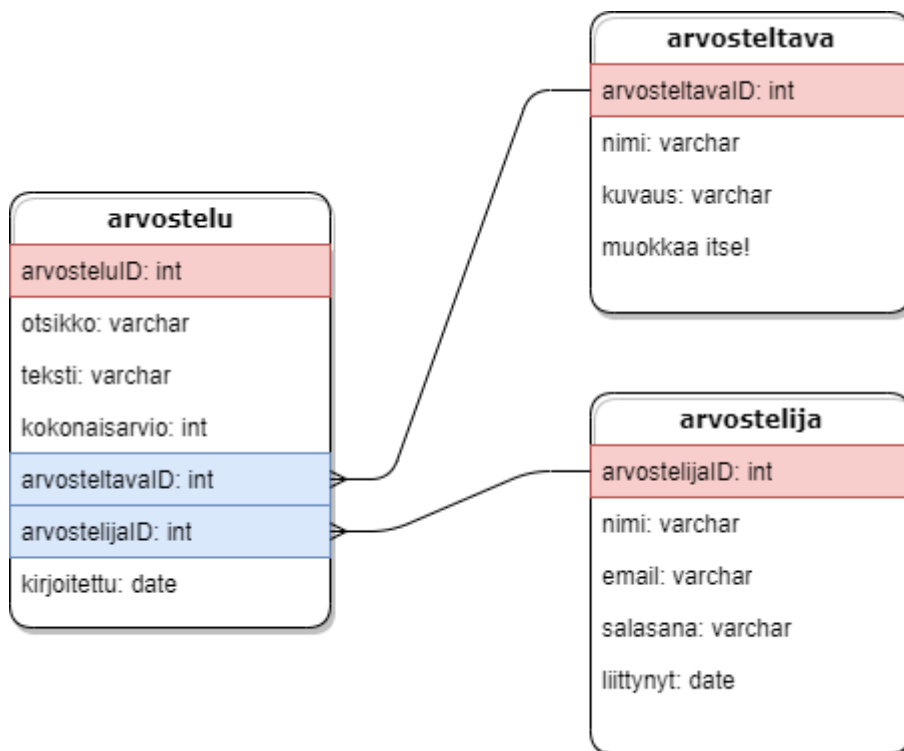 arvosteltava
arvosteltavaID: int
nimi: varchar
kuvaus: varchar
muokkaa itse!
arvostelu
arvosteluID: int
otsikko: varchar
teksti: varchar
kokonaisarvio: int
arvosteltavaID: int
arvostelijaID: int
kirjoitettu: date
arvostelija
arvostelijaID: int
nimi: varchar
email: varchar
salasana: varchar
liittynyt: date